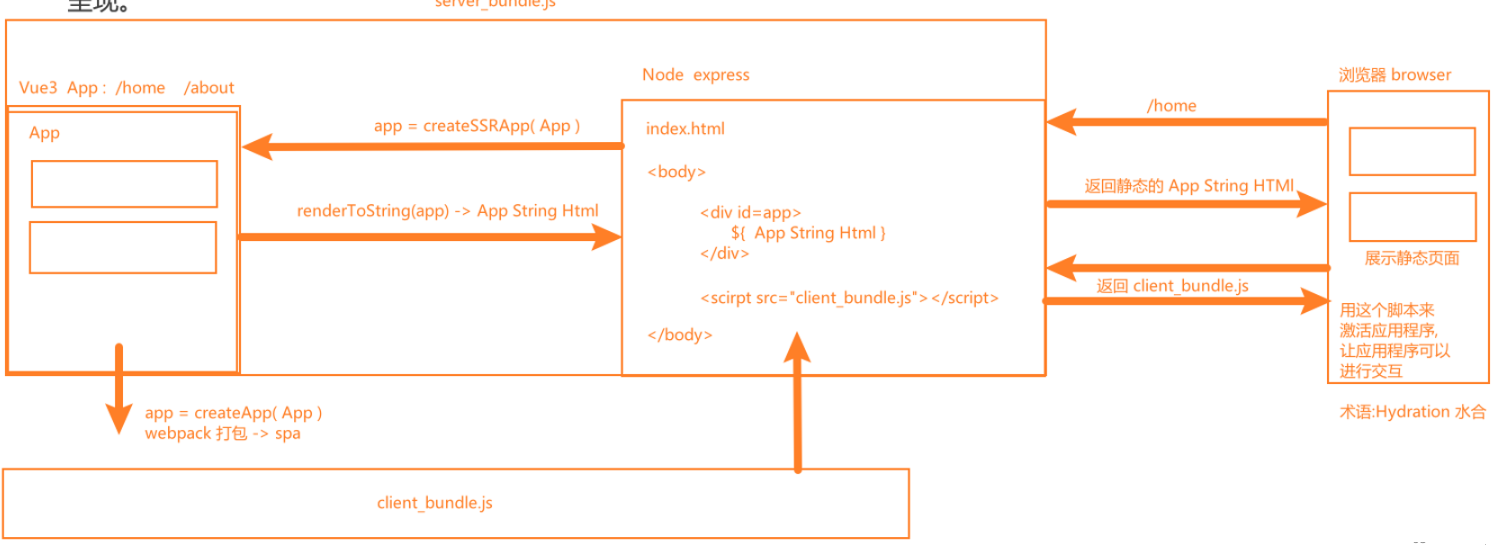 呈现。
server_bundle.js
Vue3 App : /home /about
App
app = createSSRApp( App )
renderToString(app) -> App String Html
app = createApp( App )
webpack 打包 -> spa
Node express
index.html
<body>
<div id=app>
${ App String Html }
</div>
<scirpt src="client_bundle.js"></script>
</body>
/home
返回静态的 App String HTMl
返回 client_bundle.js
浏览器 browser
展示静态页面
用这个脚本来
激活应用程序,
让应用程序可以
进行交互
术语:Hydration 水合
client_bundle.js